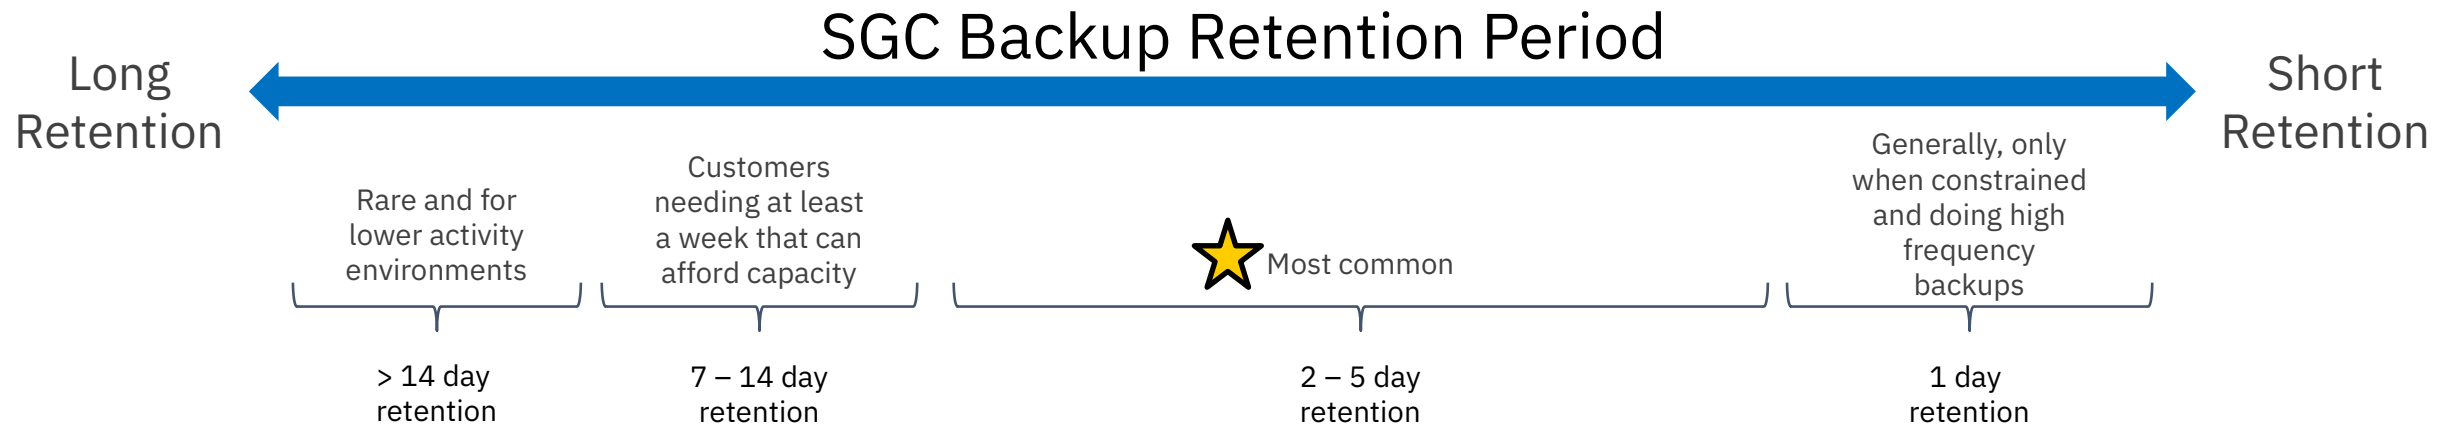 SGC Backup Retention Period
Long
Retention
Short
Retention
Rare and for
lower activity
environments
Customers
needing at least
a week that can
afford capacity
Most common
Generally, only
when constrained
and doing high
frequency
backups
> 14 day
retention
7 – 14 day
retention
2 – 5 day
retention
1 day
retention